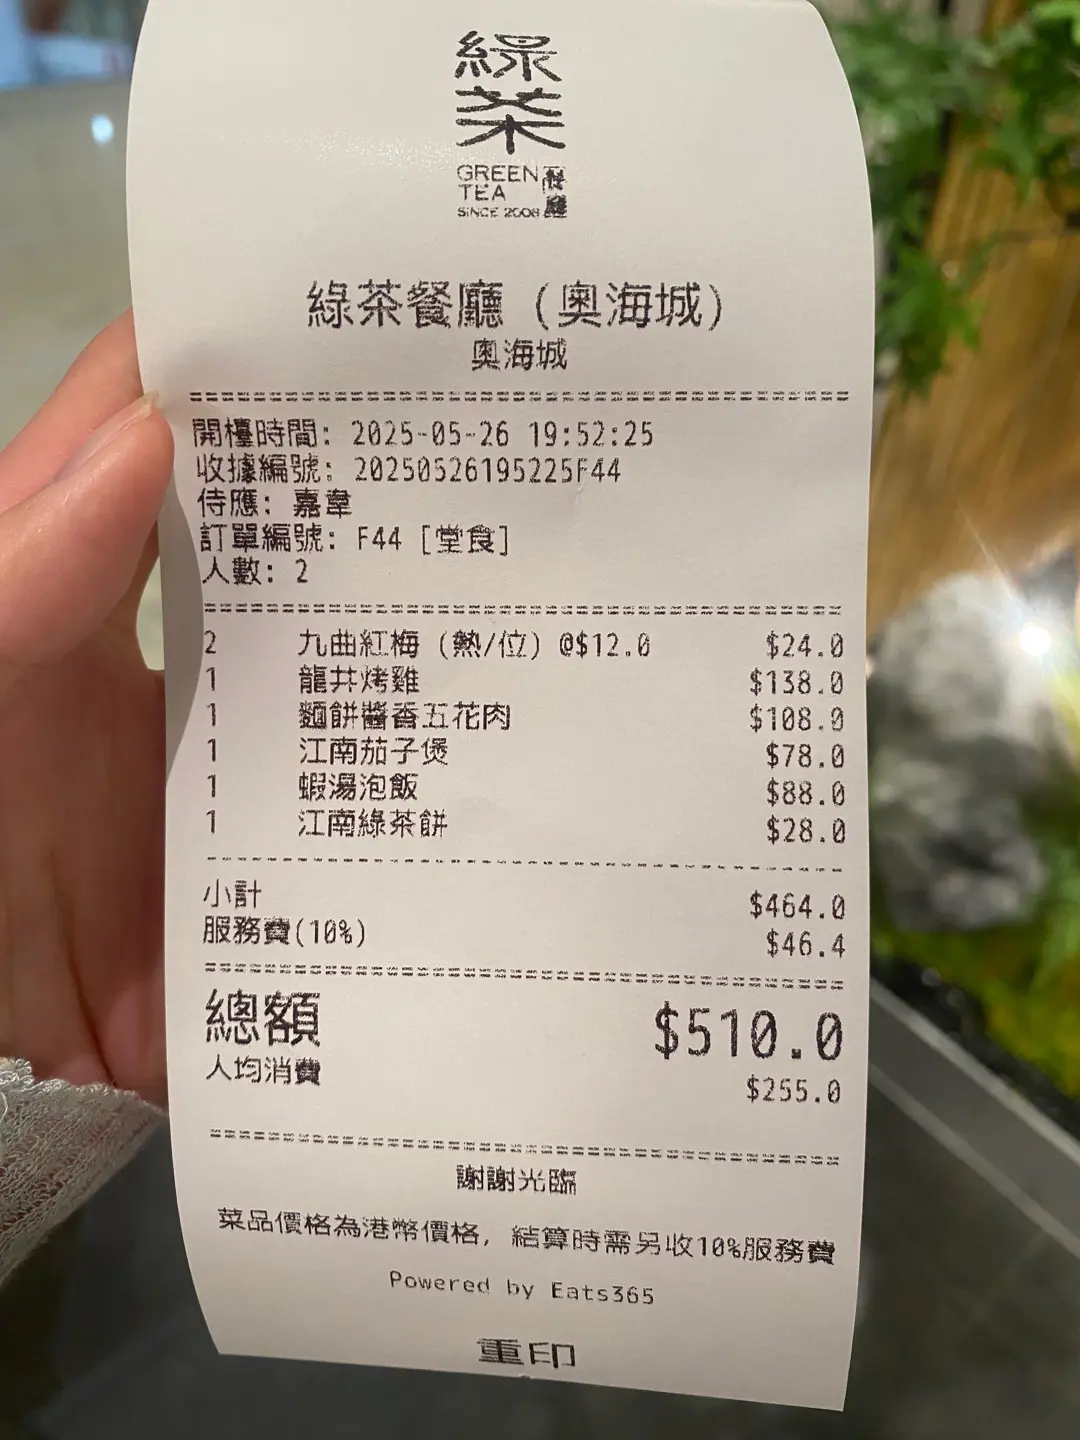 綠
茶
GREEN
TEA
餐廳
SINCE 2008
綠茶餐廳 (奧海城)
奧海城
開檯時間: 2025-05-26 19:52:25
收據編號: 20250526195225F44
侍應: 嘉韋
訂單編號: F44 [堂食]
人數: 2
2 九曲紅梅 (熱/位) @$12.0 $24.0
1 龍井烤雞 $138.0
1 麵餅醬香五花肉 $108.0
1 江南茄子煲 $78.0
1 蝦湯泡飯 $88.0
1 江南綠茶餅 $28.0
小計 $464.0
服務費(10%) $46.4
總額 $510.0
人均消費 $255.0
謝謝光臨
菜品價格為港幣價格, 結算時需另收10%服務費
Powered by Eats365
重印